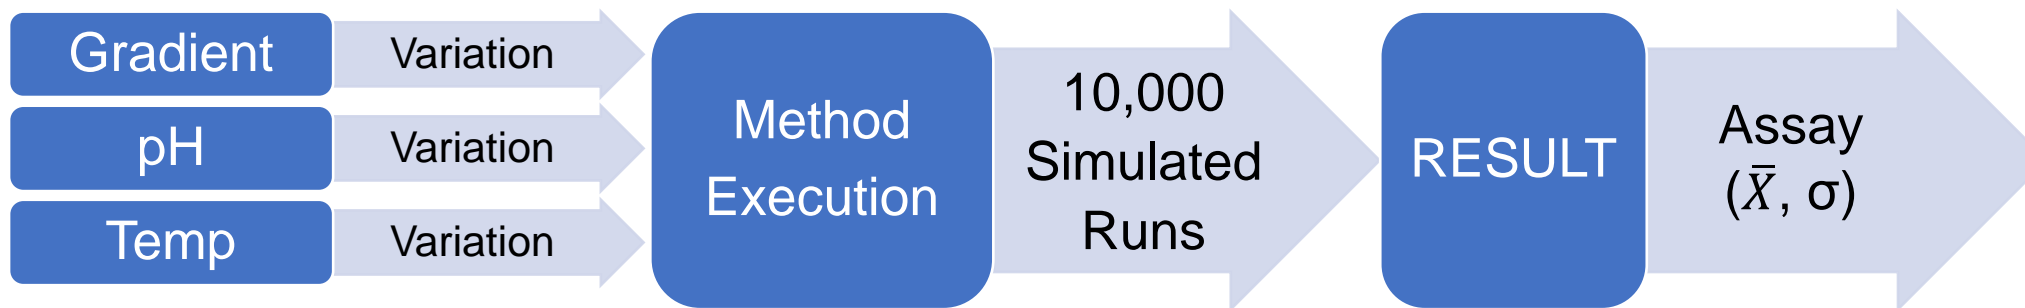 Gradient
Variation
pH
Variation
Temp
Variation
Method
Execution
10,000
Simulated
Runs
RESULT
Assay
(X̄, σ)